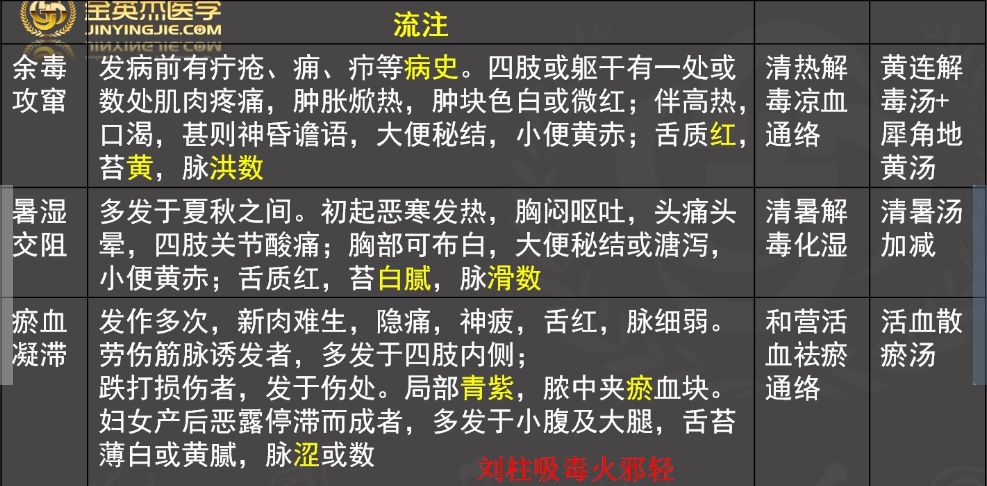 金英杰医学
JINYINGJIE.COM
流注
余毒攻窜
发病前有疔疮、痈、疖等病史。四肢或躯干有一处或
数处肌肉疼痛，肿胀焮热，肿块色白或微红；伴高热，
口渴，甚则神昏谵语，大便秘结，小便黄赤；舌质红，
苔黄，脉洪数
清热解
毒凉血
通络
黄连解
毒汤+
犀角地
黄汤
暑湿
交阻
多发于夏秋之间。初起恶寒发热，胸闷呕吐，头痛头
晕，四肢关节酸痛；胸部可布白，大便秘结或溏泻，
小便黄赤；舌质红，苔白腻，脉滑数
清暑解
毒化湿
清暑汤
加减
瘀血
凝滞
发作多次，新肉难生，隐痛，神疲，舌红，脉细弱。
劳伤筋脉诱发者，多发于四肢内侧；
跌打损伤者，发于伤处。局部青紫，脓中夹瘀血块。
妇女产后恶露停滞而成者，多发于小腹及大腿，舌苔
薄白或黄腻，脉涩或数
和营活
血祛瘀
通络
活血散
瘀汤
刘柱吸毒火邪轻